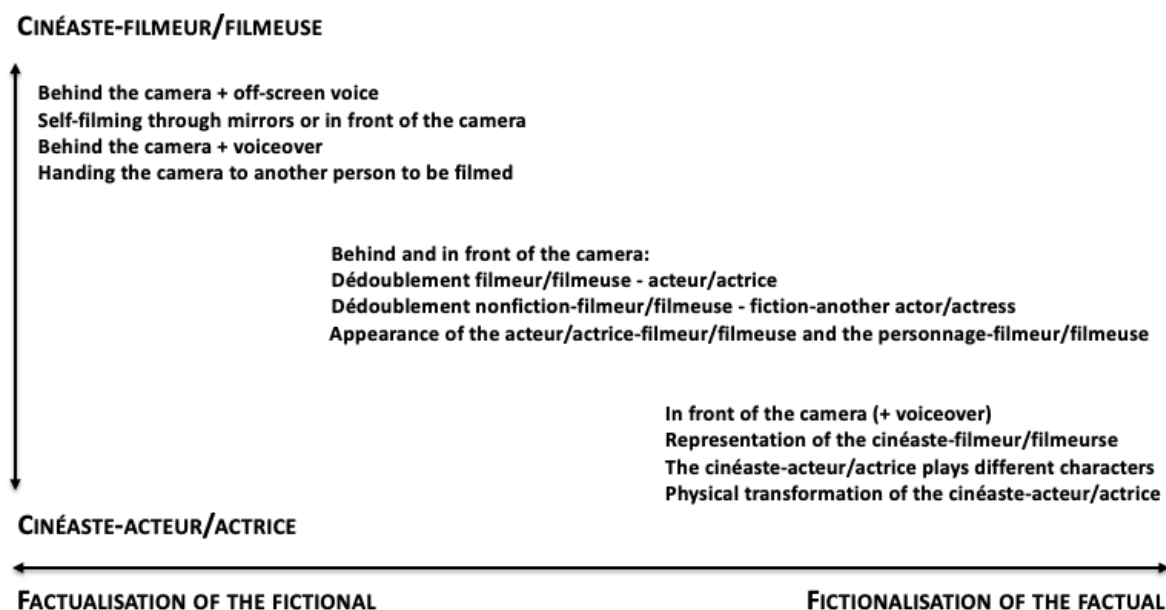 CINÉASTE-FILMEUR/FILMEUSE
Behind the camera + off-screen voice
Self-filming through mirrors or in front of the camera
Behind the camera + voiceover
Handing the camera to another person to be filmed
Behind and in front of the camera:
Dédoublement filmeur/filmeuse - acteur/actrice
Dédoublement nonfiction-filmeur/filmeuse - fiction-another actor/actress
Appearance of the acteur/actrice-filmeur/filmeuse and the personnage-filmeur/filmeuse
In front of the camera (+ voiceover)
Representation of the cinéaste-filmeur/filmeurse
The cinéaste-acteur/actrice plays different characters
Physical transformation of the cinéaste-acteur/actrice
CINÉASTE-ACTEUR/ACTRICE
FACTUALISATION OF THE FICTIONAL
FICTIONALISATION OF THE FACTUAL